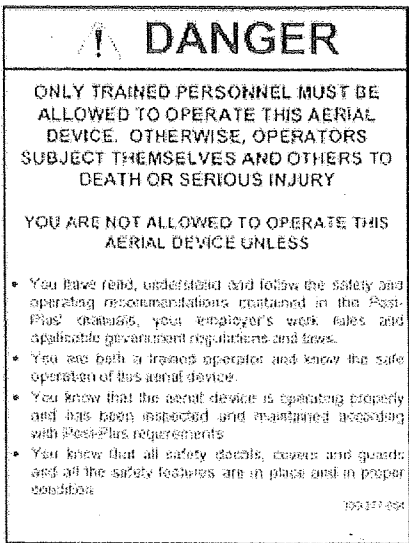 DANGER
ONLY TRAINED PERSONNEL MUST BE
ALLOWED TO OPERATE THIS AERIAL
DEVICE. OTHERWISE, OPERATORS
SUBJECT THEMSELVES AND OTHERS TO
DEATH OR SERIOUS INJURY
YOU ARE NOT ALLOWED TO OPERATE THIS
AERIAL DEVICE UNLESS
• You have read, understand and follow the safety and
operating recommendations contained in the
manuals, your employer's work rules and
applicable government regulations and laws.
• You are both a trained operator and know the safe
operation of this aerial device.
• You know that the aerial device is operating properly
and has been inspected and maintained according
with requirements
• You know that all safety decals, covers and guards
and all the safety features are in place and in proper
condition